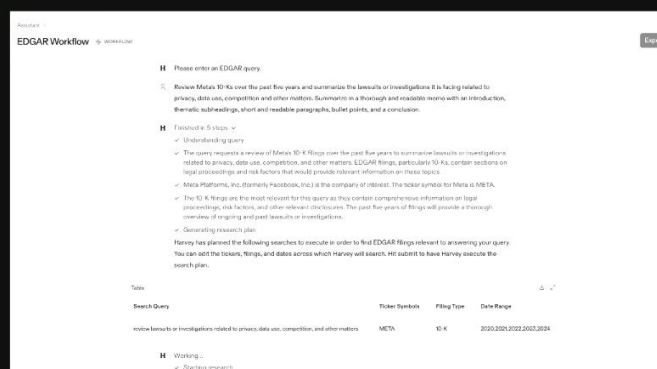 Assistant
EDGAR Workflow WORKFLOW
Expo
H Please enter an EDGAR query.
Review Meta's 10-Ks over the past five years and summarize the lawsuits or investigations it is facing related to
privacy, data use, competition and other matters. Summarize in a thorough and readable memo with an introduction,
thematic subheadings, short and readable paragraphs, bullet points, and a conclusion.
H Finished in 5 steps
Understanding query
The query requests a review of Meta's 10-K filings over the past five years to summarize lawsuits or investigations
related to privacy, data use, competition, and other matters. EDGAR filings, particularly 10-Ks, contain sections on
legal proceedings and risk factors that would provide relevant information on these topics.
Meta Platforms, Inc. (formerly Facebook, Inc.) is the company of interest. The ticker symbol for Meta is META.
The 10-K filings are the most relevant for this query as they contain comprehensive information on legal
proceedings, risk factors, and other relevant disclosures. The past five years of filings will provide a thorough
overview of ongoing and past lawsuits or investigations.
Generating research plan
Harvey has planned the following searches to execute in order to find EDGAR filings relevant to answering your query.
You can edit the tickers, filings, and dates across which Harvey will search. Hit submit to have Harvey execute the
search plan.
Table
Search Query Ticker Symbols Filing Type Date Range
review lawsuits or investigations related to privacy, data use, competition, and other matters META 10-K 2020,2021,2022,2023,2024
H Working...
Starting research